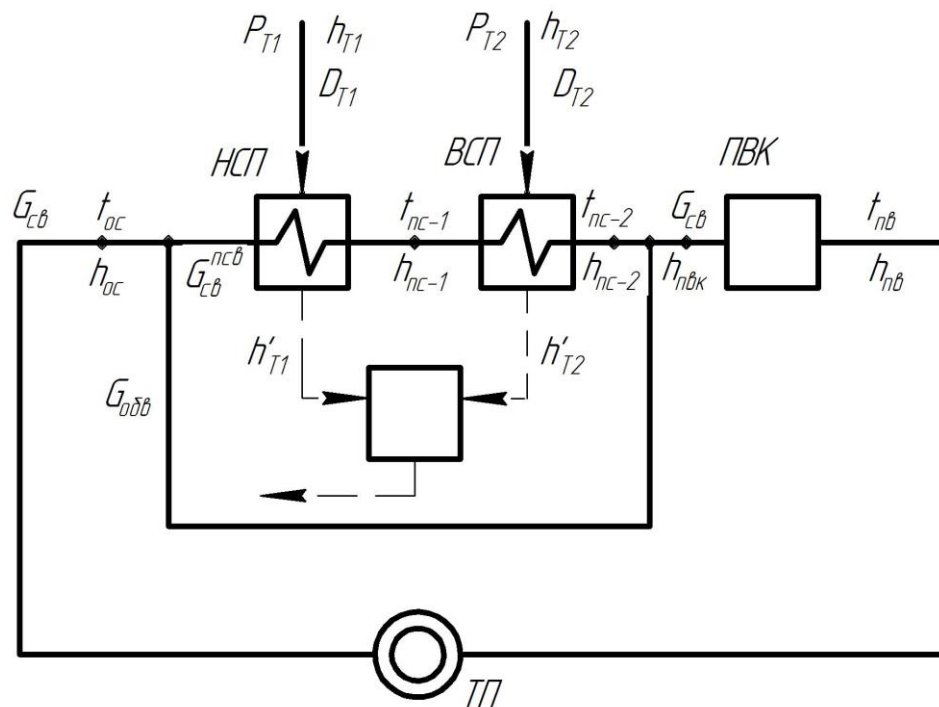 P_T1 h_T1 P_T2 h_T2
D_T1 D_T2
НСП ВСП ПВК
G_св t_ос t_пс-1 t_пс-2 G_св t_пв
h_ос G_св^псв h_пс-1 h_пс-2 h_пвк h_пв
h'_T1 h'_T2
G_обв
ТП